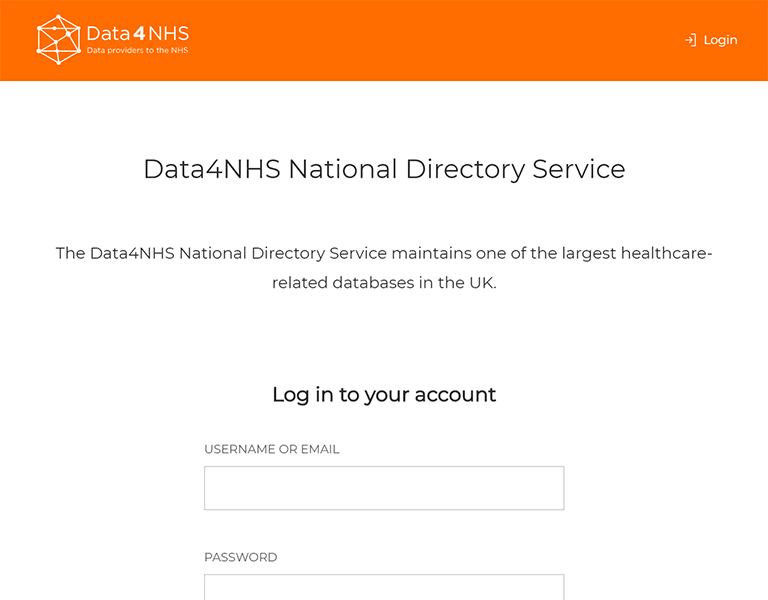 Data4NHS
Data providers to the NHS
Login
Data4NHS National Directory Service
The Data4NHS National Directory Service maintains one of the largest healthcare-
related databases in the UK.
Log in to your account
USERNAME OR EMAIL
PASSWORD